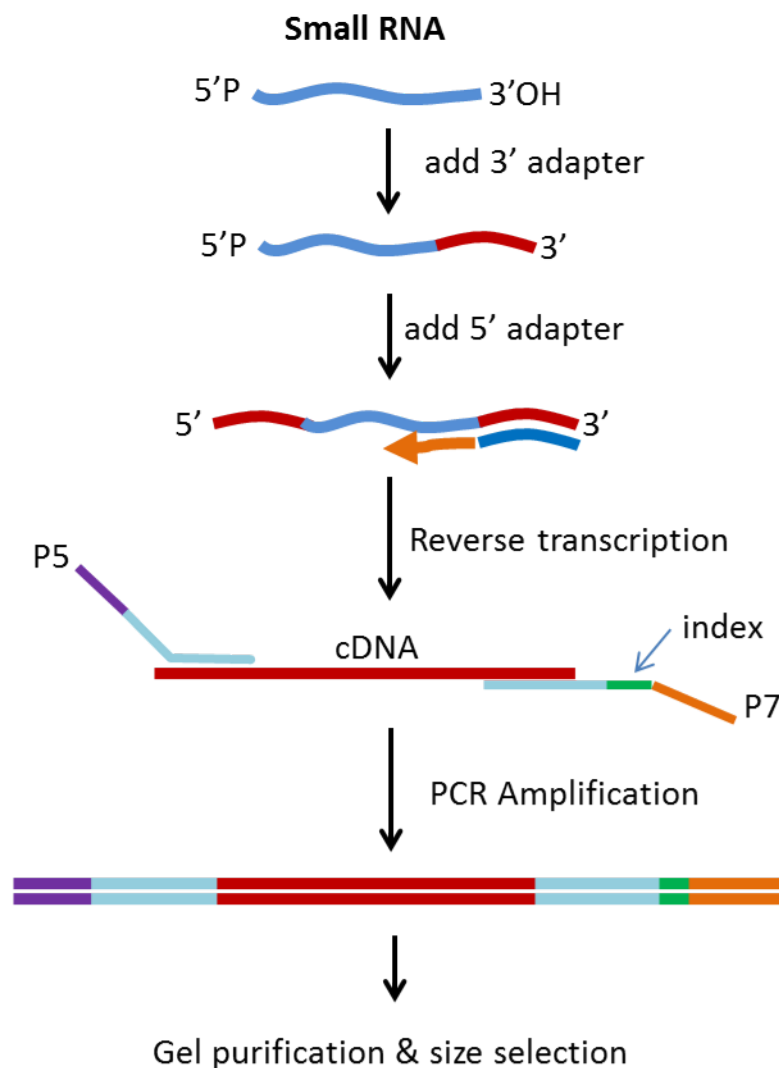 Small RNA
5’P 3’OH
add 3’ adapter
5’P 3’
add 5’ adapter
5’ 3’
Reverse transcription
P5
index
cDNA
P7
PCR Amplification
Gel purification & size selection